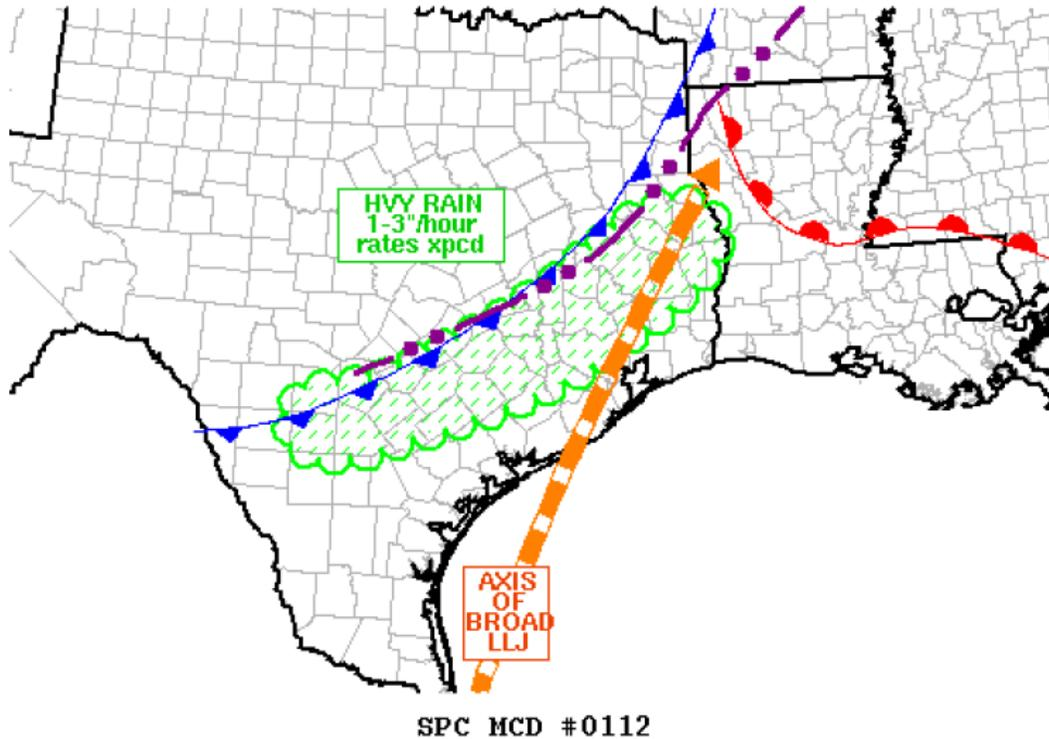 HVY RAIN
1-3"/hour
rates xpcd
AXIS
OF
BROAD
LLJ
SPC MCD #0112